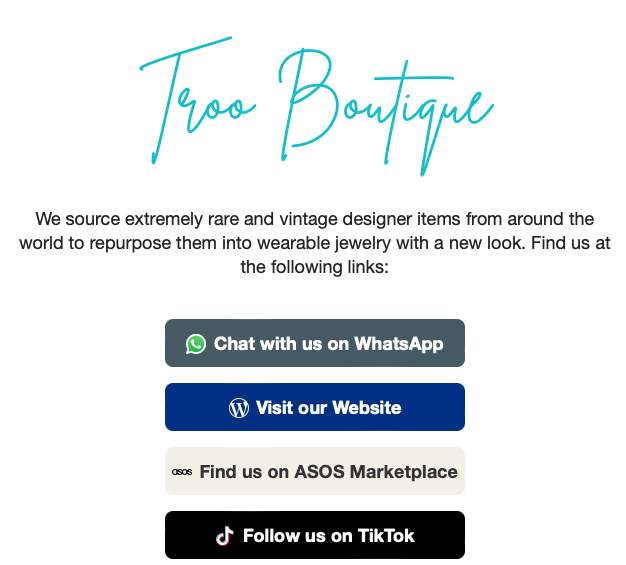 Troo Boutique
We source extremely rare and vintage designer items from around the
world to repurpose them into wearable jewelry with a new look. Find us at
the following links:
Chat with us on WhatsApp
Visit our Website
asos Find us on ASOS Marketplace
Follow us on TikTok